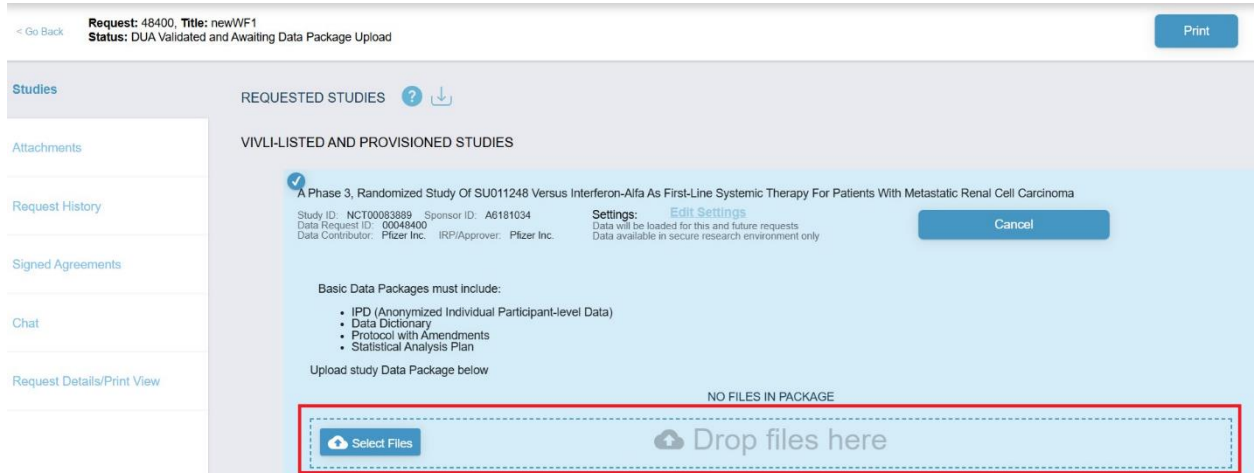 < Go Back
Request: 48400, Title: newWF1
Status: DUA Validated and Awaiting Data Package Upload
Print
Studies
Attachments
Request History
Signed Agreements
Chat
Request Details/Print View
REQUESTED STUDIES ?
VIVLI-LISTED AND PROVISIONED STUDIES
A Phase 3, Randomized Study Of SU011248 Versus Interferon-Alfa As First-Line Systemic Therapy For Patients With Metastatic Renal Cell Carcinoma
Study ID: NCT00083889 Sponsor ID: A6181034
Data Request ID: 00048400
Data Contributor: Pfizer Inc. IRP/Approver: Pfizer Inc.
Settings: Edit Settings
Data will be loaded for this and future requests
Data available in secure research environment only
Cancel
Basic Data Packages must include:
• IPD (Anonymized Individual Participant-level Data)
• Data Dictionary
• Protocol with Amendments
• Statistical Analysis Plan
Upload study Data Package below
NO FILES IN PACKAGE
Select Files
Drop files here